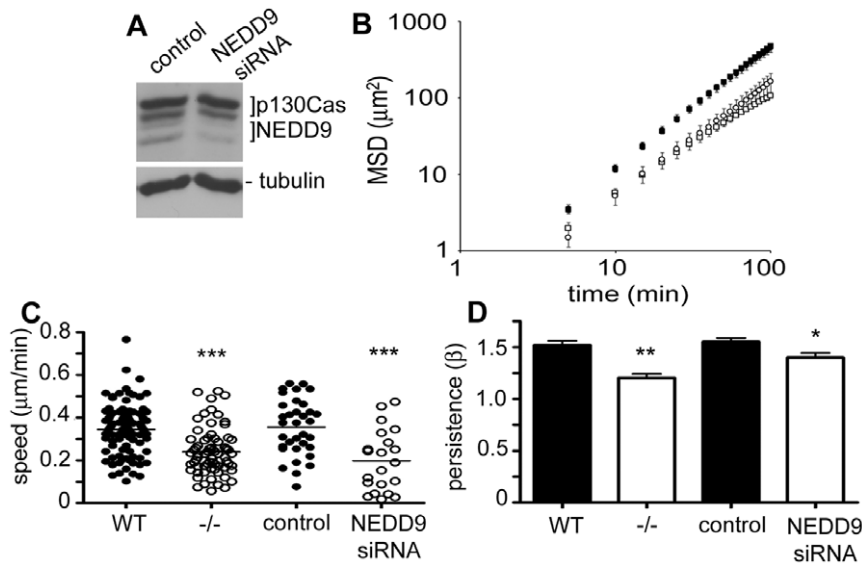 A
control
NEDD9
siRNA
]p130Cas
]NEDD9
- tubulin
B
MSD (µm²)
1000
100
10
1
1
10
100
time (min)
C
speed (µm/min)
0.8
0.6
0.4
0.2
0
***
***
WT
-/-
control
NEDD9
siRNA
D
persistence (β)
1.5
1.5
0.5
0.0
**
*
WT
-/-
control
NEDD9
siRNA